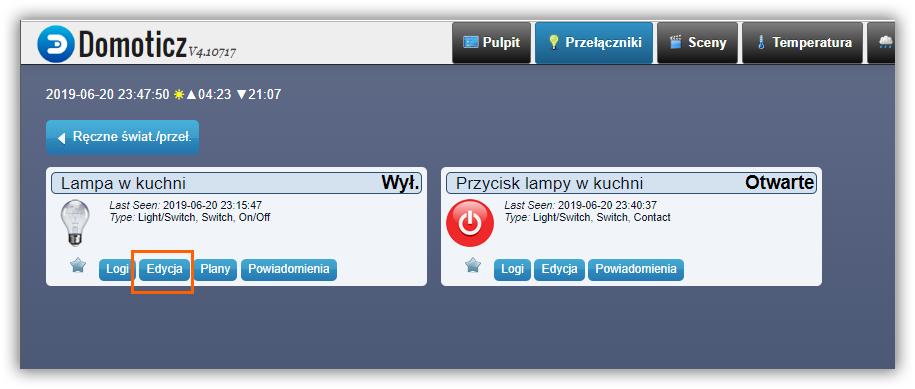 Domoticz V4.10717
Pulpit Przełączniki Sceny Temperatura
2019-06-20 23:47:50 ☀▲04:23 ▼21:07
Ręczne świat./przeł.
Lampa w kuchni Wył.
Last Seen: 2019-06-20 23:15:47
Type: Light/Switch, Switch, On/Off
Logi Edycja Plany Powiadomienia
Przycisk lampy w kuchni Otwarte
Last Seen: 2019-06-20 23:40:37
Type: Light/Switch, Switch, Contact
Logi Edycja Powiadomienia